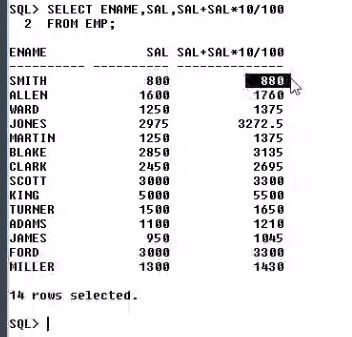 SQL> SELECT ENAME,SAL,SAL+SAL*10/100
2 FROM EMP;
ENAME SAL SAL+SAL*10/100
---------- ---------- --------------
SMITH 800 880
ALLEN 1600 1760
WARD 1250 1375
JONES 2975 3272.5
MARTIN 1250 1375
BLAKE 2850 3135
CLARK 2450 2695
SCOTT 3000 3300
KING 5000 5500
TURNER 1500 1650
ADAMS 1100 1210
JAMES 950 1045
FORD 3000 3300
MILLER 1300 1430
14 rows selected.
SQL>